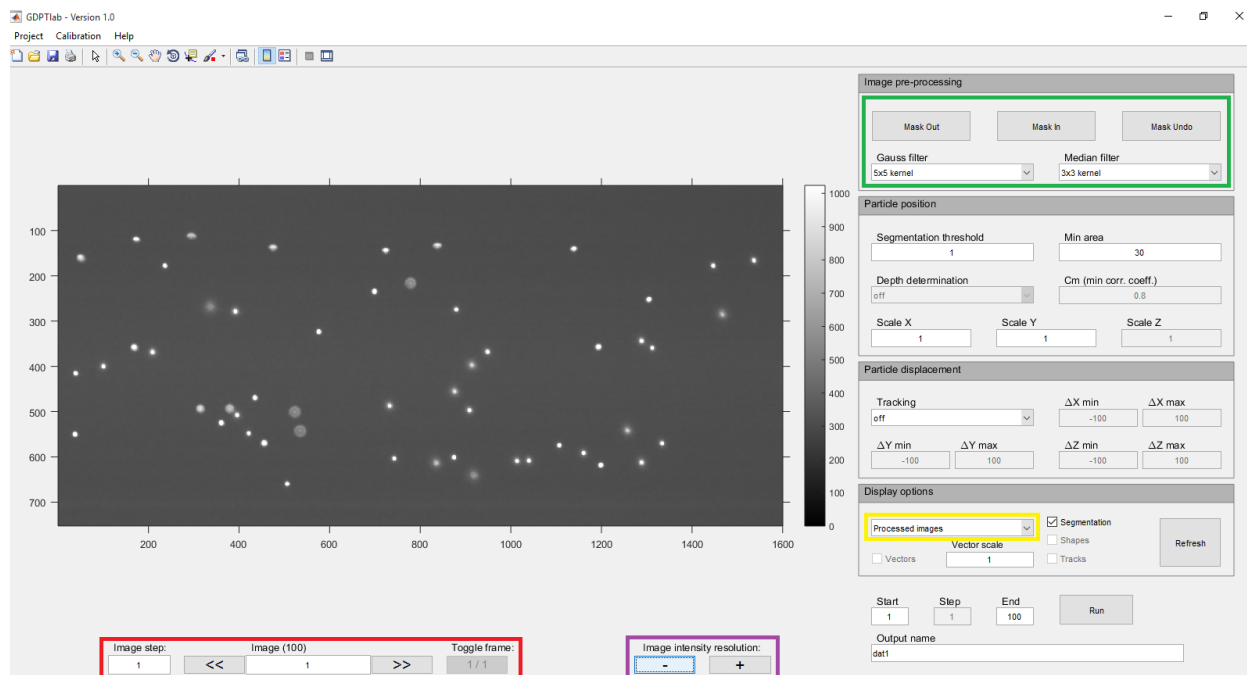 GDPTlab - Version 1.0
Project Calibration Help
Image pre-processing
Mask Out Mask In Mask Undo
Gauss filter Median filter
5x5 kernel 3x3 kernel
Particle position
Segmentation threshold Min area
1 30
Depth determination Cm (min corr. coeff.)
off 0.8
Scale X Scale Y Scale Z
1 1 1
Particle displacement
Tracking ΔX min ΔX max
off -100 100
ΔY min ΔY max ΔZ min ΔZ max
-100 100 -100 100
Display options
Processed images Segmentation
Shapes
Refresh
Vector scale
Vectors 1 Tracks
Start Step End
1 1 100 Run
Output name
dat1
100
200
300
400
500
600
700
200 400 600 800 1000 1200 1400 1600
1000
900
800
700
600
500
400
300
200
100
0
Image step: Image (100) Toggle frame:
1 << 1 >> 1 / 1
Image intensity resolution:
- +